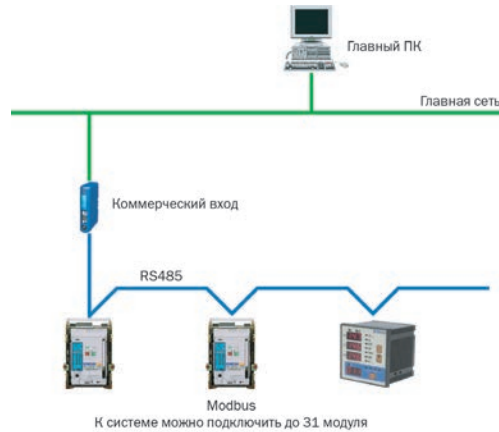 Главный ПК
Главная сеть
Коммерческий вход
RS485
Modbus
К системе можно подключить до 31 модуля